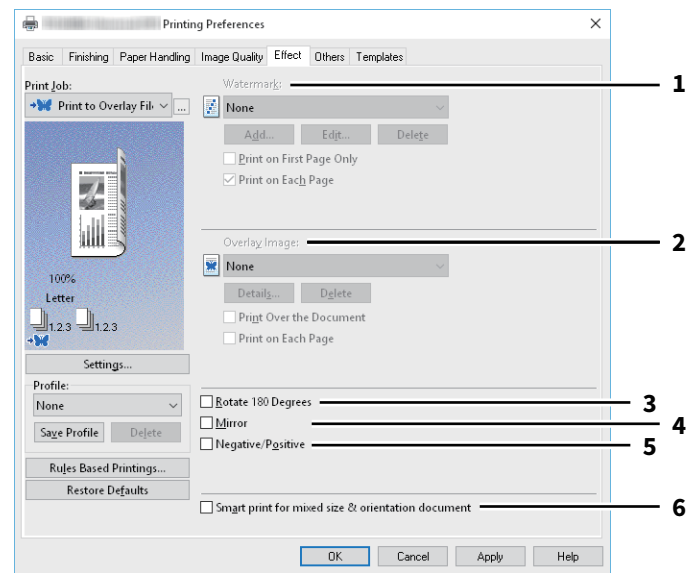 Printing Preferences
Basic Finishing Paper Handling Image Quality Effect Others Templates
Print Job:
Print to Overlay File
...
100%
Letter
1.2.3 1.2.3
Settings...
Profile:
None
Save Profile Delete
Rules Based Printings...
Restore Defaults
Watermark: 1
None
Add... Edit... Delete
Print on First Page Only
Print on Each Page
Overlay Image: 2
None
Details... Delete
Print Over the Document
Print on Each Page
Rotate 180 Degrees 3
Mirror 4
Negative/Positive 5
Smart print for mixed size & orientation document 6
OK Cancel Apply Help